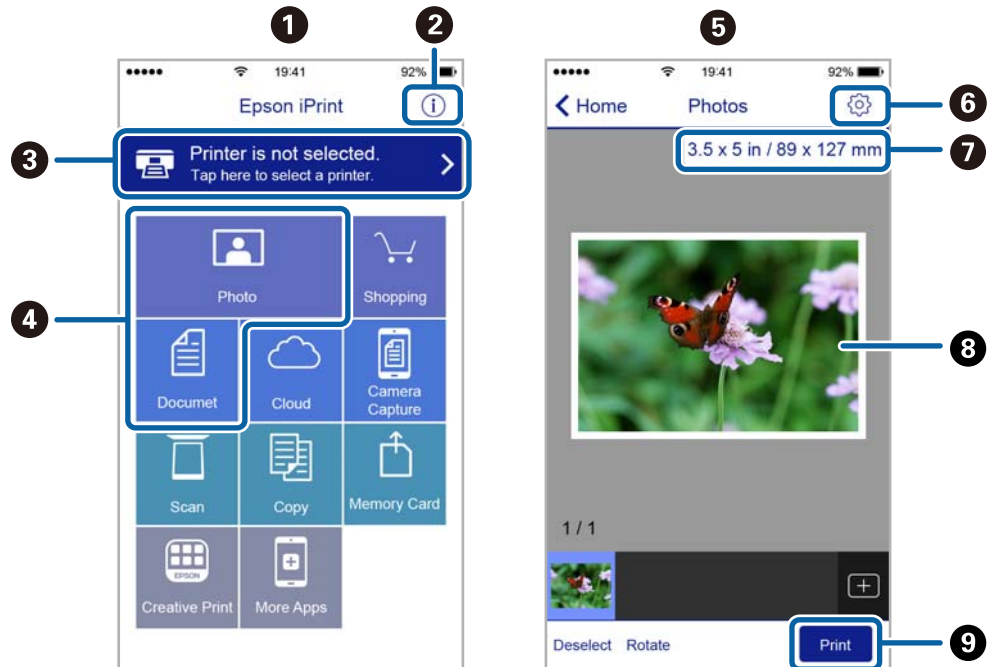 1
2
19:41
92%
Epson iPrint
3
Printer is not selected.
Tap here to select a printer.
4
Photo
Shopping
Documet
Cloud
Camera
Capture
Scan
Copy
Memory Card
EPSON
Creative Print
More Apps
5
19:41
92%
Home
Photos
6
3.5 x 5 in / 89 x 127 mm
7
8
1 / 1
Deselect
Rotate
Print
9